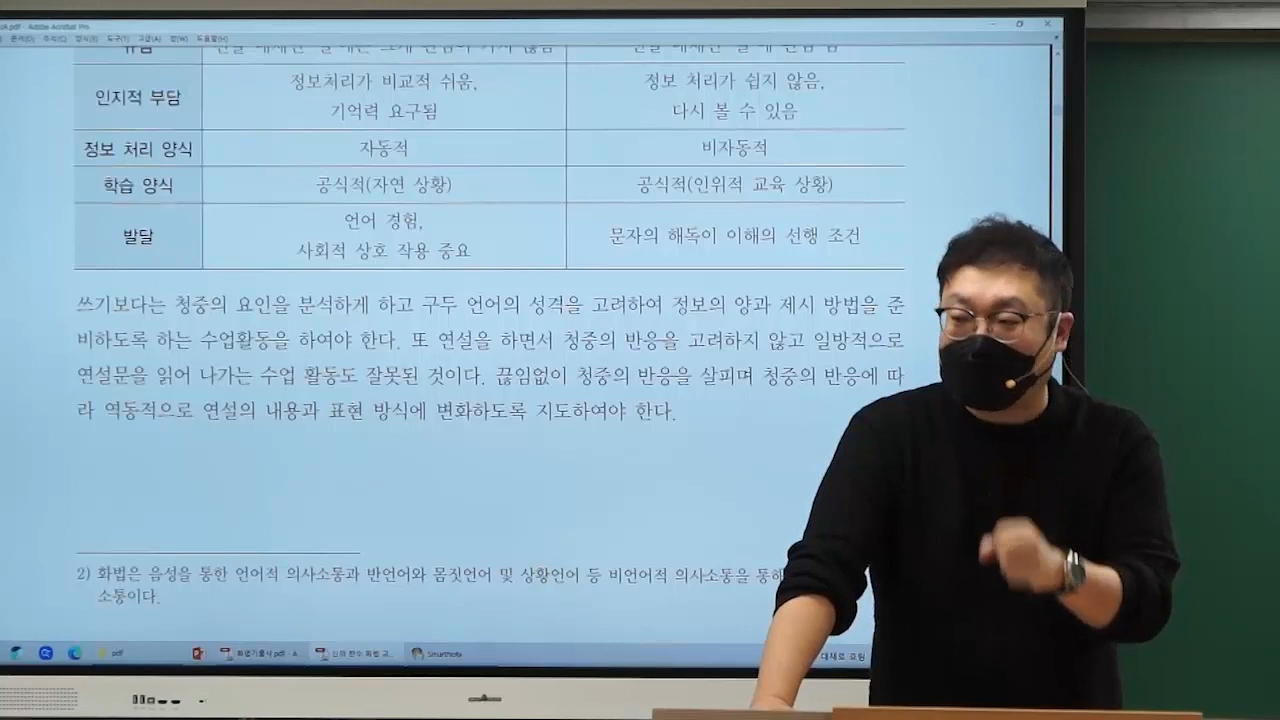 Adobe Acrobat Pro
인지적 부담 정보처리가 비교적 쉬움, 정보 처리가 쉽지 않음,
기억력 요구됨 다시 볼 수 있음
정보 처리 양식 자동적 비자동적
학습 양식 공식적(자연 상황) 공식적(인위적 교육 상황)
발달 언어 경험, 문자의 해독이 이해의 선행 조건
사회적 상호 작용 중요
쓰기보다는 청중의 요인을 분석하게 하고 구두 언어의 성격을 고려하여 정보의 양과 제시 방법을 준
비하도록 하는 수업활동을 하여야 한다. 또 연설을 하면서 청중의 반응을 고려하지 않고 일방적으로
연설문을 읽어 나가는 수업 활동도 잘못된 것이다. 끊임없이 청중의 반응을 살피며 청중의 반응에 따
라 역동적으로 연설의 내용과 표현 방식에 변화하도록 지도하여야 한다.
2) 화법은 음성을 통한 언어적 의사소통과 반언어와 몸짓언어 및 상황언어 등 비언어적 의사소통을 통해
소통이다.
pdf